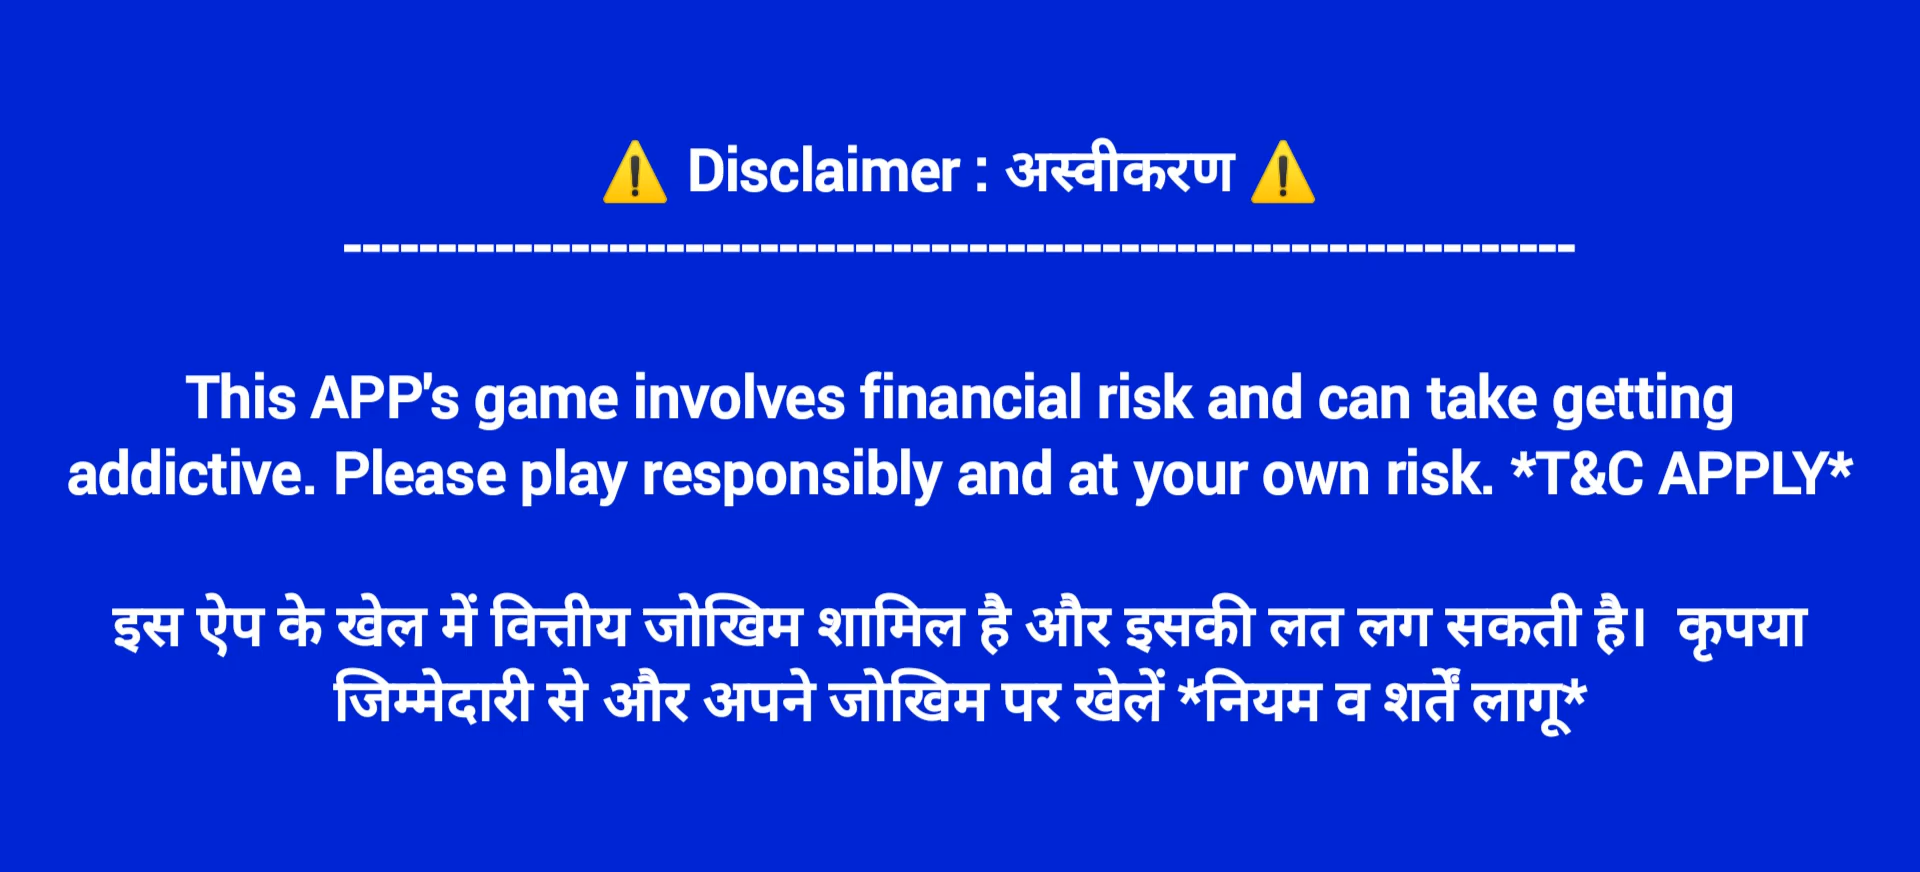 ⚠️ Disclaimer : अस्वीकरण ⚠️
-----------------------------------------------------------------
This APP's game involves financial risk and can take getting
addictive. Please play responsibly and at your own risk. *T&C APPLY*
इस ऐप के खेल में वित्तीय जोखिम शामिल है और इसकी लत लग सकती है।  कृपया
जिम्मेदारी से और अपने जोखिम पर खेलें *नियम व शर्तें लागू*